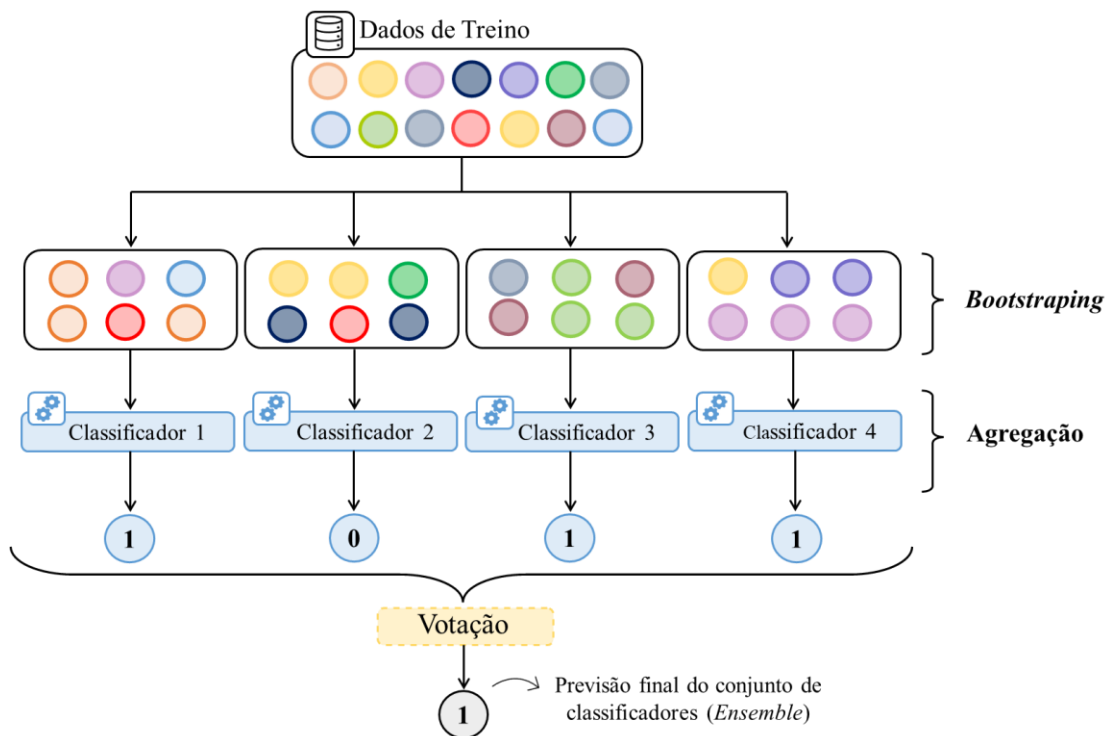 Dados de Treino
Bootstraping
Classificador 1
Classificador 2
Classificador 3
Classificador 4
Agregação
1
0
1
1
Votação
1
Previsão final do conjunto de
classificadores (Ensemble)